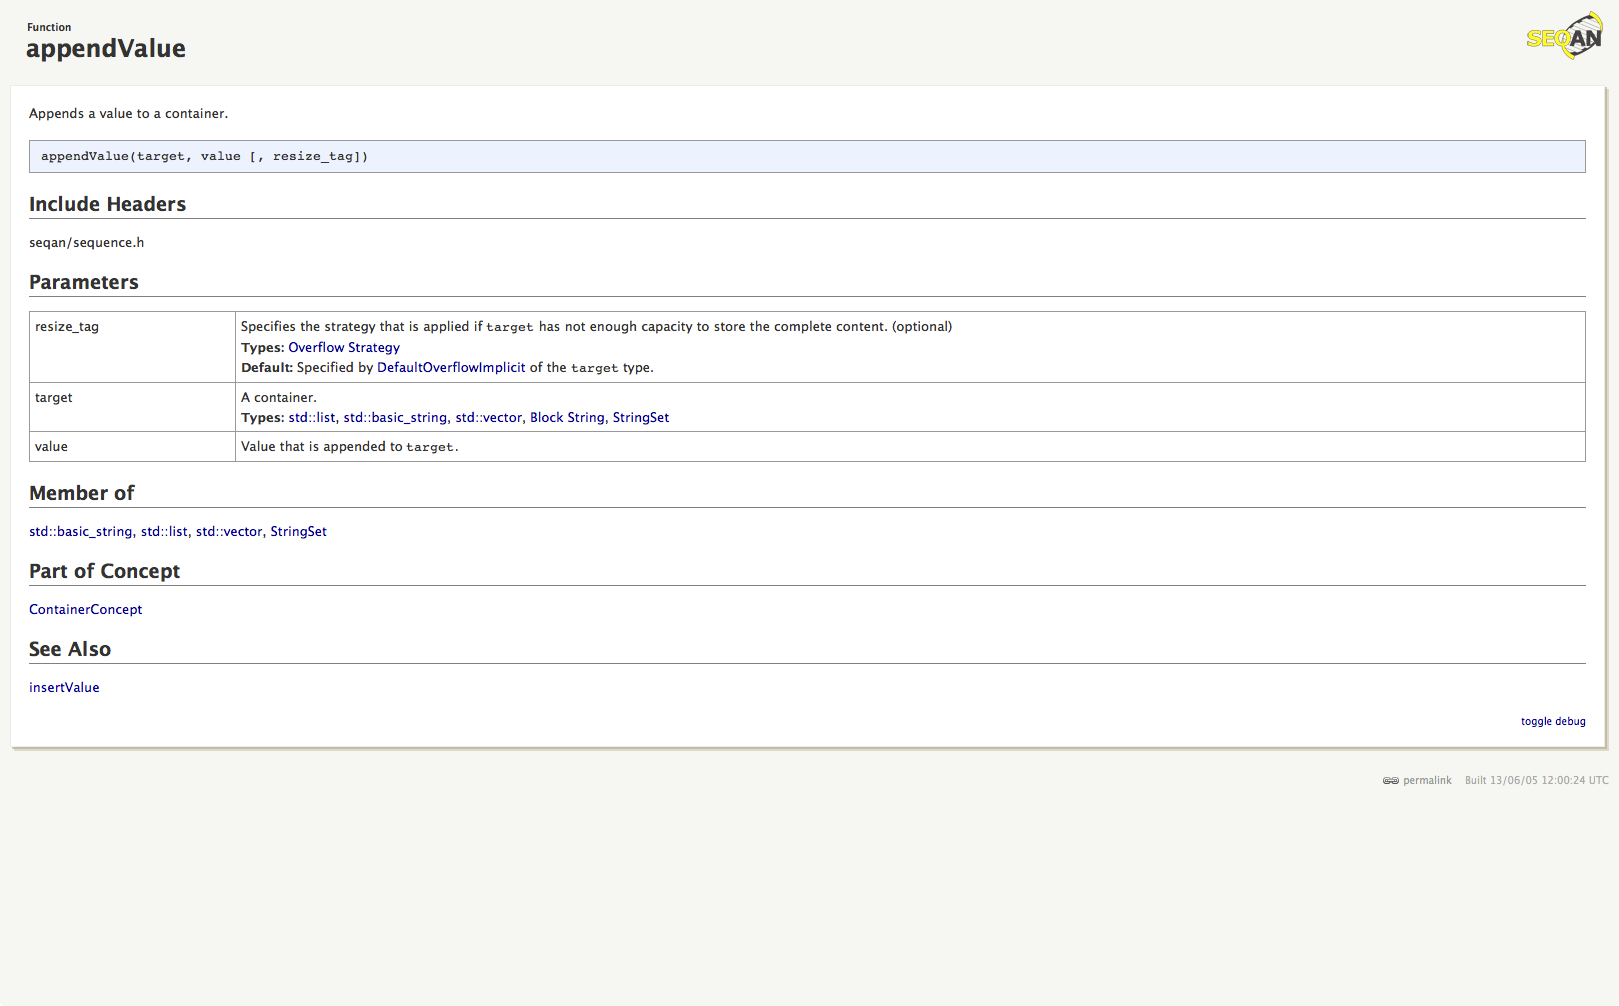 Function
appendValue
SEQAN
Appends a value to a container.
appendValue(target, value [, resize_tag])
Include Headers
seqan/sequence.h
Parameters
resize_tag
Specifies the strategy that is applied if target has not enough capacity to store the complete content. (optional)
Types: Overflow Strategy
Default: Specified by DefaultOverflowImplicit of the target type.
target
A container.
Types: std::list, std::basic_string, std::vector, Block String, StringSet
value
Value that is appended to target.
Member of
std::basic_string, std::list, std::vector, StringSet
Part of Concept
ContainerConcept
See Also
insertValue
toggle debug
permalink Built 13/06/05 12:00:24 UTC